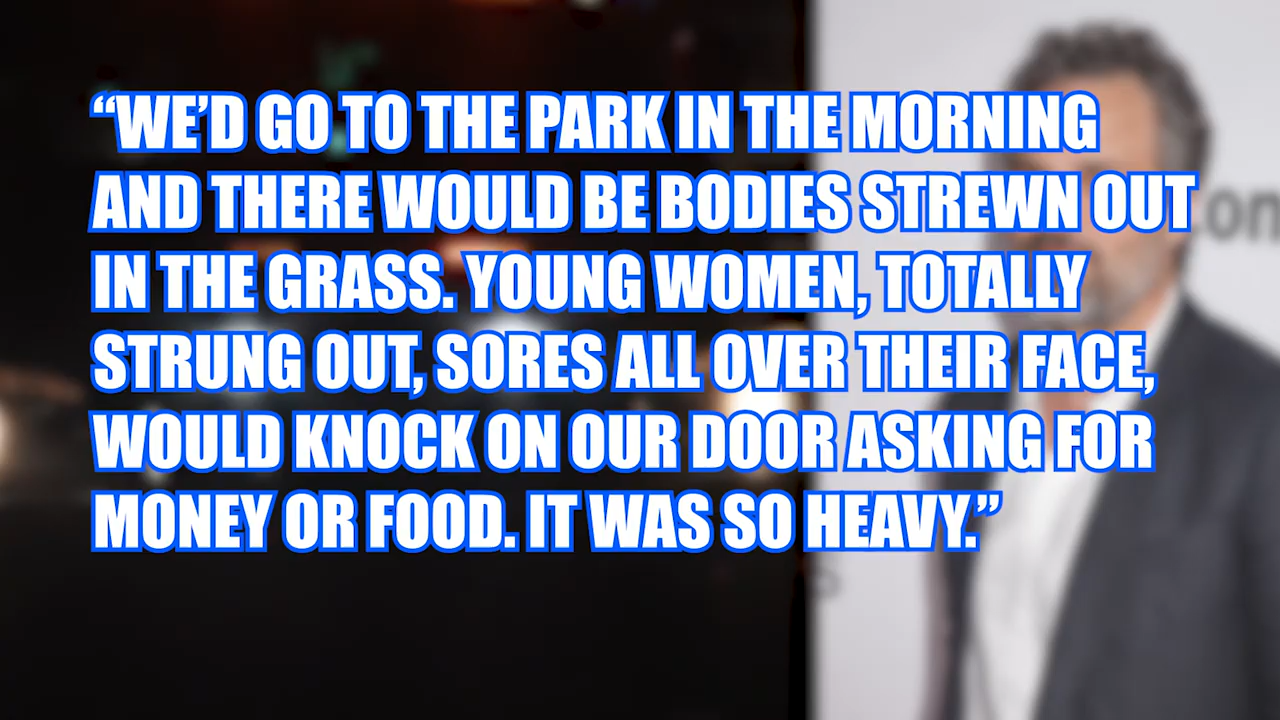 “WE’D GO TO THE PARK IN THE MORNING
AND THERE WOULD BE BODIES STREWN OUT
IN THE GRASS. YOUNG WOMEN, TOTALLY
STRUNG OUT, SORES ALL OVER THEIR FACE,
WOULD KNOCK ON OUR DOOR ASKING FOR
MONEY OR FOOD. IT WAS SO HEAVY.”
on